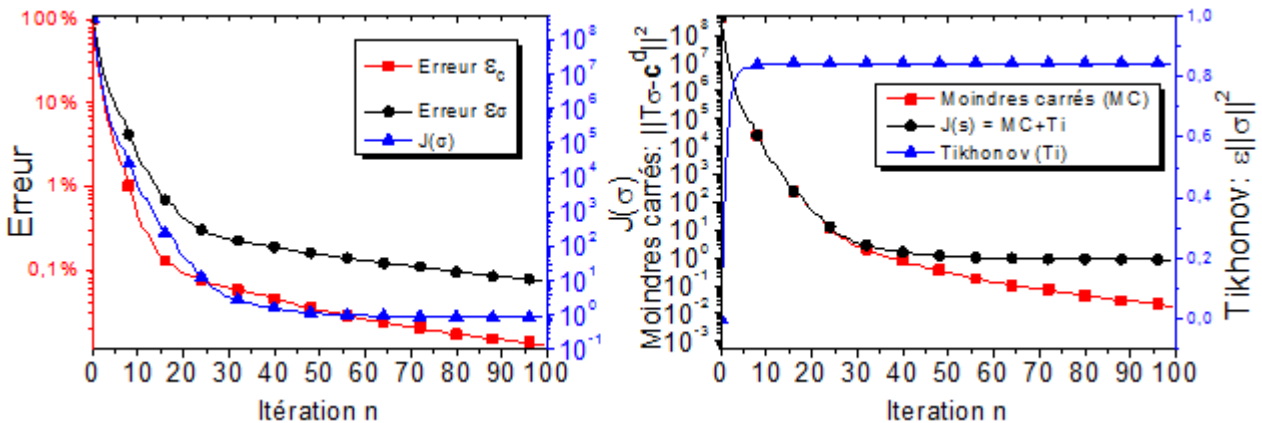 100%
10%
1%
0,1%
Erreur
Erreur Ɛc
Erreur Ɛσ
J(σ)
10^8
10^7
10^6
10^5
10^4
10^3
10^2
10^1
10^0
10^-1
0 10 20 30 40 50 60 70 80 90 100
Itération n
J(σ)
Moindres carrés: ||Tσ-c^d||^2
10^8
10^7
10^6
10^5
10^4
10^3
10^2
10^1
10^0
10^-1
10^-2
10^-3
Moindres carrés (MC)
J(s) = MC+Ti
Tikhonov (Ti)
1,0
0,8
0,6
0,4
0,2
0,0
Tikhonov: ε||σ||^2
0 10 20 30 40 50 60 70 80 90 100
Iteration n